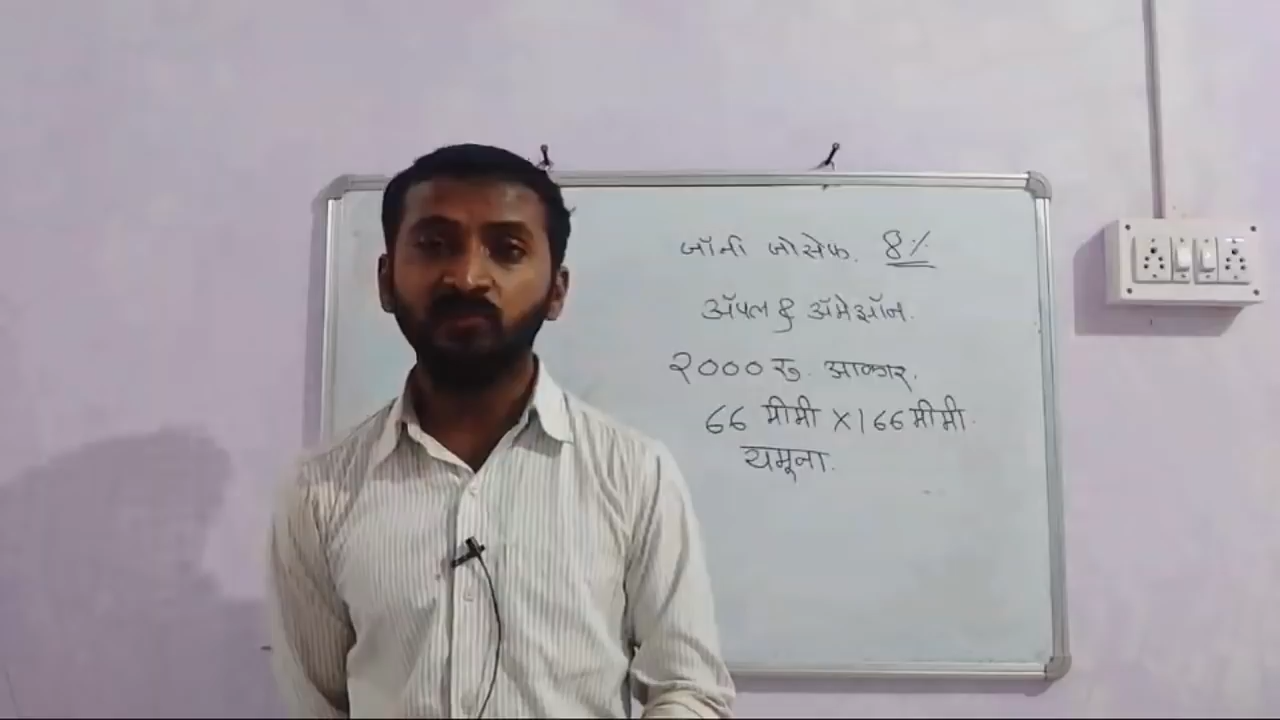 जॉनी जोसेफ. 8%
ॲपल & ॲमेझॉन.
२००० रु. आकार.
66 मीमी X 166 मीमी.
यमूना.